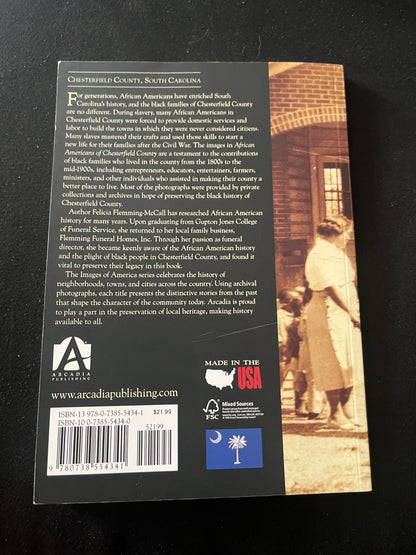 CHESTERFIELD COUNTY, SOUTH CAROLINA
For generations, African Americans have enriched South
Carolina's history, and the black families of Chesterfield County
are no different. During slavery, many African Americans in
Chesterfield County were forced to provide domestic services and
labor to build the towns in which they were never considered citizens.
Many slaves mastered their crafts and used those skills to start a
new life for their families after the Civil War. The images in African
Americans of Chesterfield County are a testament to the contributions
of black families who lived in the county from the 1800s to the
mid-1900s, including entrepreneurs, educators, entertainers, farmers,
ministers, and other individuals who assisted in making their county a
better place to live. Most of the photographs were provided by private
collections and archives in hope of preserving the black history of
Chesterfield County.
Author Felicia Flemming-McCall has researched African American
history for many years. Upon graduating from Gupton Jones College
of Funeral Service, she returned to her local family business,
Flemming Funeral Homes, Inc. Through her passion as funeral
director, she became keenly aware of the African American history
and the plight of black people in Chesterfield County, and found it
vital to preserve their legacy in this book.
The Images of America series celebrates the history of
neighborhoods, towns, and cities across the country. Using archival
photographs, each title presents the distinctive stories from the past
that shape the character of the community today. Arcadia is proud
to play a part in the preservation of local heritage, making history
available to all.
A
ARCADIA
PUBLISHING
www.arcadiapublishing.com
MADE IN THE
USA
ISBN-13 978-0-7385-5434-1 $21.99
ISBN-10 0-7385-5434-0
52199
9 780738 554341
FSC
Mixed Sources